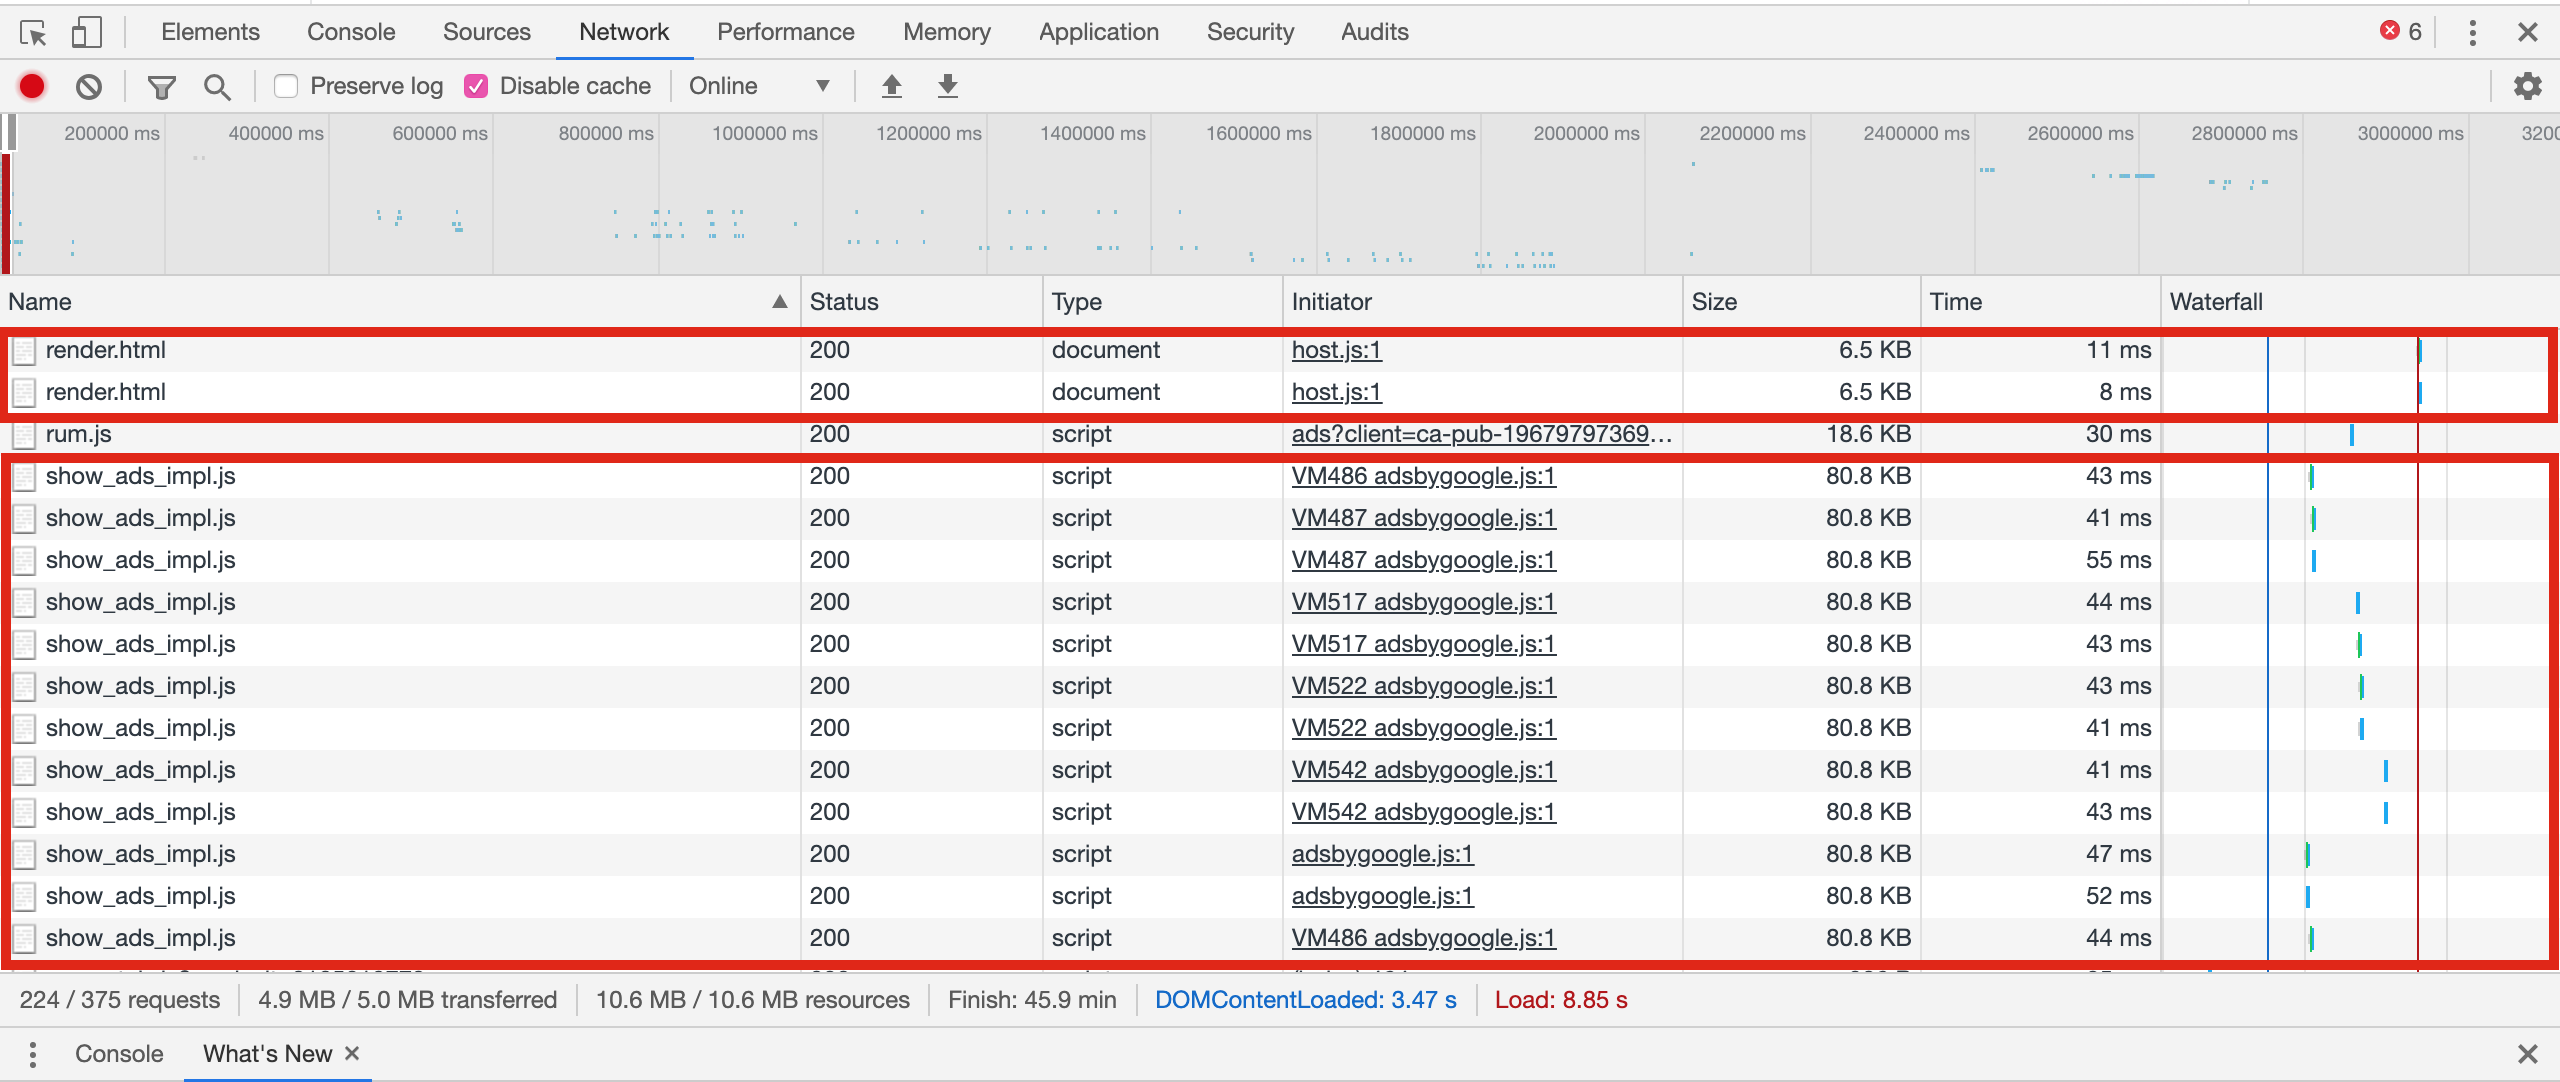 Elements Console Sources Network Performance Memory Application Security Audits 6
Preserve log Disable cache Online
200000 ms 400000 ms 600000 ms 800000 ms 1000000 ms 1200000 ms 1400000 ms 1600000 ms 1800000 ms 2000000 ms 2200000 ms 2400000 ms 2600000 ms 2800000 ms 3000000 ms 3200
Name Status Type Initiator Size Time Waterfall
render.html 200 document host.js:1 6.5 KB 11 ms
render.html 200 document host.js:1 6.5 KB 8 ms
rum.js 200 script ads?client=ca-pub-19679797369… 18.6 KB 30 ms
show_ads_impl.js 200 script VM486 adsbygoogle.js:1 80.8 KB 43 ms
show_ads_impl.js 200 script VM487 adsbygoogle.js:1 80.8 KB 41 ms
show_ads_impl.js 200 script VM487 adsbygoogle.js:1 80.8 KB 55 ms
show_ads_impl.js 200 script VM517 adsbygoogle.js:1 80.8 KB 44 ms
show_ads_impl.js 200 script VM517 adsbygoogle.js:1 80.8 KB 43 ms
show_ads_impl.js 200 script VM522 adsbygoogle.js:1 80.8 KB 43 ms
show_ads_impl.js 200 script VM522 adsbygoogle.js:1 80.8 KB 41 ms
show_ads_impl.js 200 script VM542 adsbygoogle.js:1 80.8 KB 41 ms
show_ads_impl.js 200 script VM542 adsbygoogle.js:1 80.8 KB 43 ms
show_ads_impl.js 200 script adsbygoogle.js:1 80.8 KB 47 ms
show_ads_impl.js 200 script adsbygoogle.js:1 80.8 KB 52 ms
show_ads_impl.js 200 script VM486 adsbygoogle.js:1 80.8 KB 44 ms
224 / 375 requests 4.9 MB / 5.0 MB transferred 10.6 MB / 10.6 MB resources Finish: 45.9 min DOMContentLoaded: 3.47 s Load: 8.85 s
Console What's New